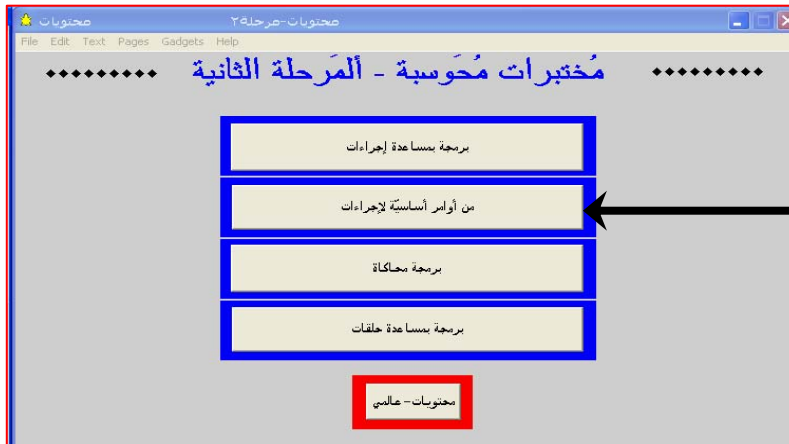 محتويات محتويات-مرحلة٢
File Edit Text Pages Gadgets Help
مُختبرات مُحَوسبة - ألمَرحلة الثانية
برمجة بمساعدة إجراءات
من أوامر أساسيّة لإجراءات
برمجة محاكاة
برمجة بمساعدة حلقات
محتويات-عالمي